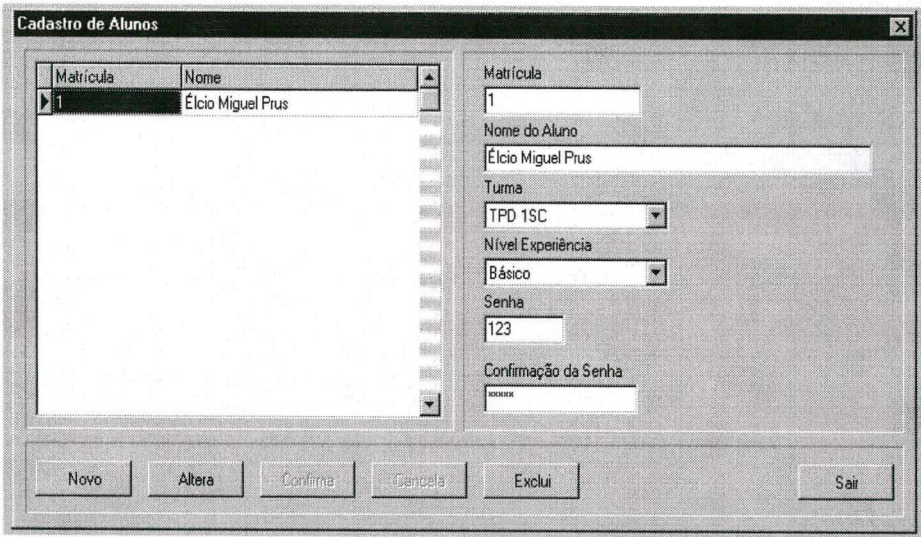 Cadastro de Alunos
Matrícula Nome
1 Élcio Miguel Prus
Matrícula
1
Nome do Aluno
Élcio Miguel Prus
Turma
TPD 1SC
Nível Experiência
Básico
Senha
123
Confirmação da Senha
*****
Novo Altera Confirma Cancela Exclui Sair